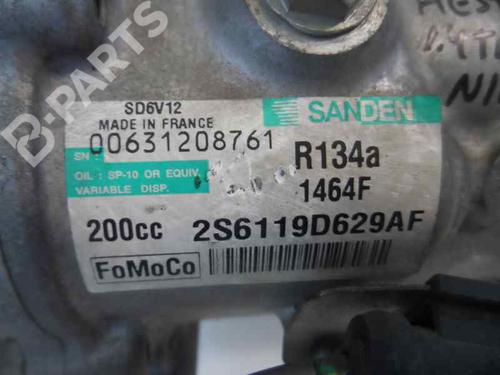 SD6V12
MADE IN FRANCE
SANDEN
00631208761
SN:
R134a
OIL : SP-10 OR EQUIV.
VARIABLE DISP.
1464F
200cc 2S6119D629AF
FoMoCo
B-PARTS